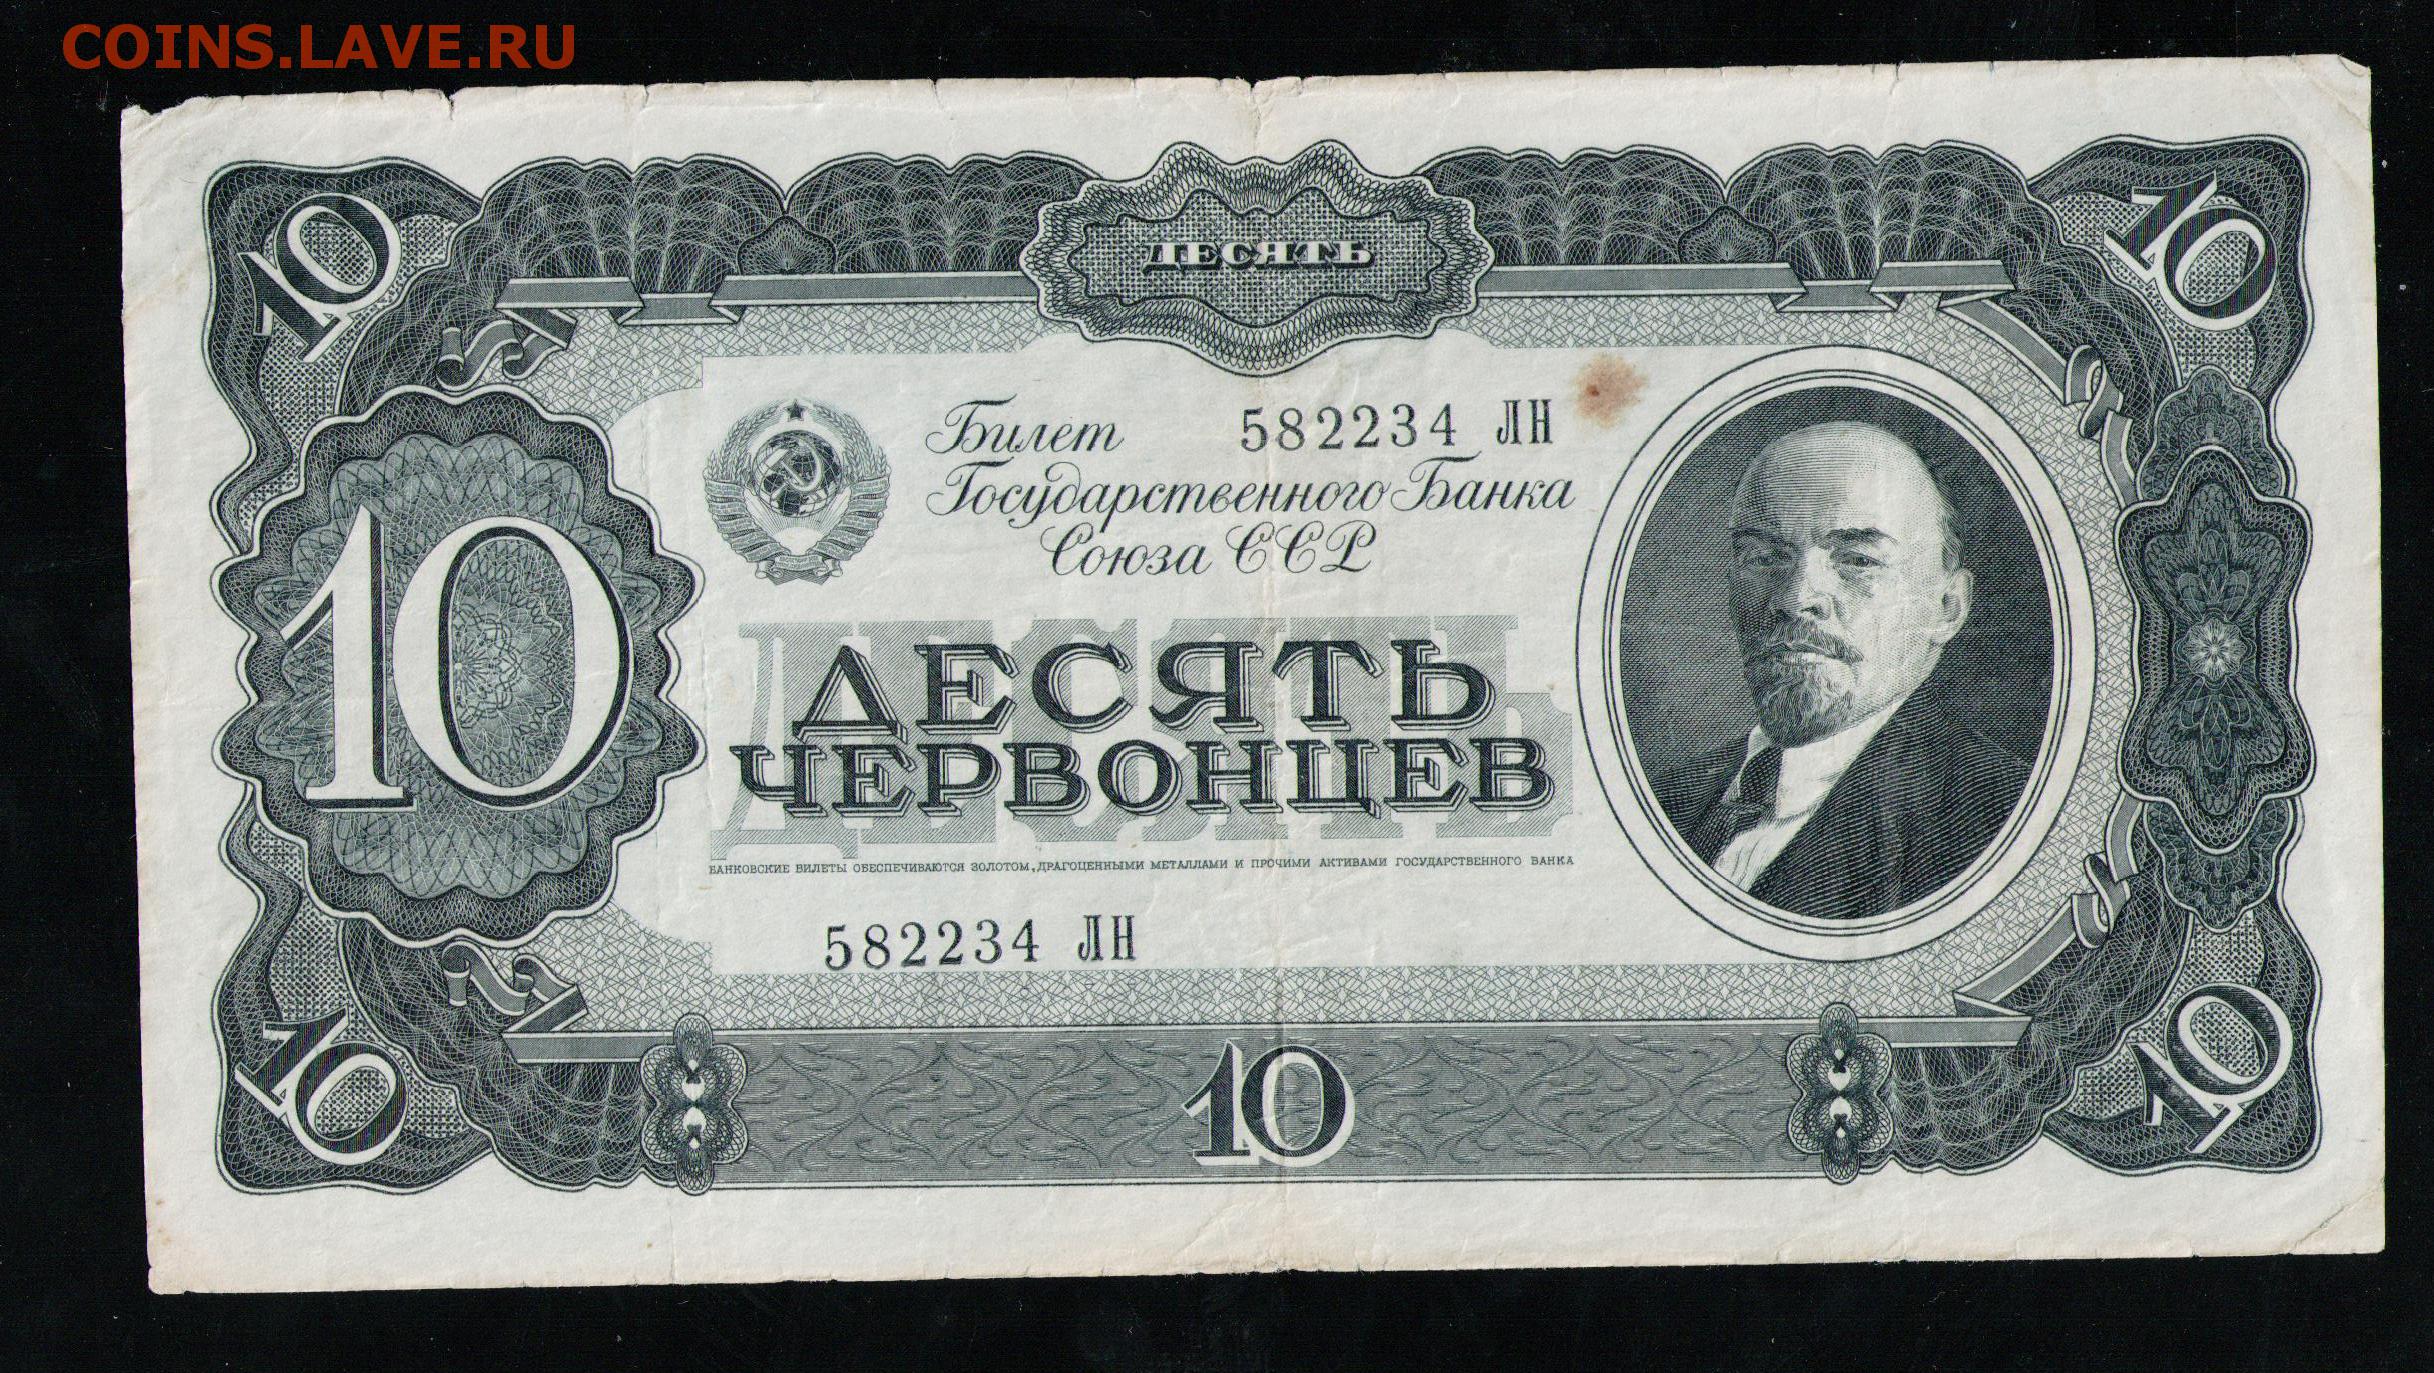 COINS.LAVE.RU
10 10
ДЕСЯТЬ
Билет 582234 ЛН
Государственного Банка
Союза ССР
10
ДЕСЯТЬ
ДЕСЯТЬ
ЧЕРВОНЦЕВ
БАНКОВСКИЕ БИЛЕТЫ ОБЕСПЕЧИВАЮТСЯ ЗОЛОТОМ, ДРАГОЦЕННЫМИ МЕТАЛЛАМИ И ПРОЧИМИ АКТИВАМИ ГОСУДАРСТВЕННОГО БАНКА
582234 ЛН
10 10 10